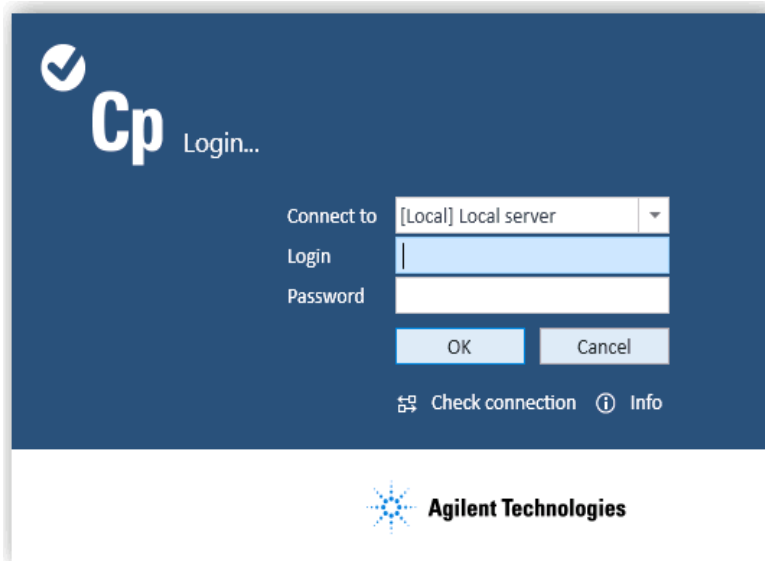 Cp Login...
Connect to [Local] Local server
Login
Password
OK Cancel
Check connection Info
Agilent Technologies